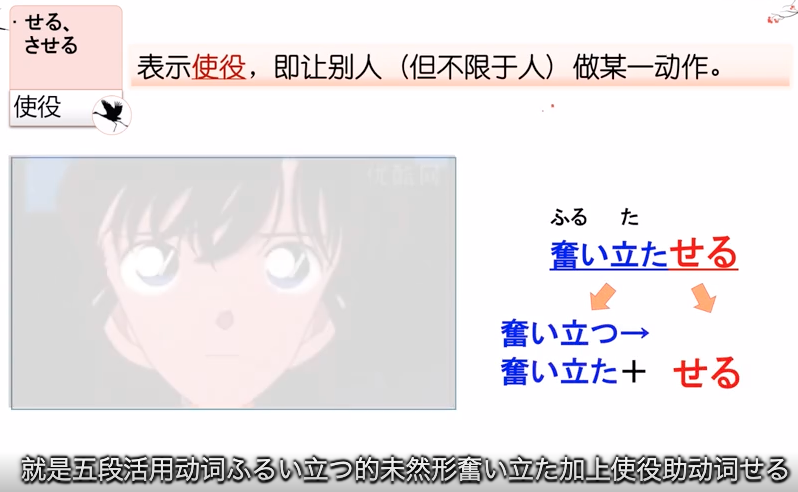 · せる、
させる
使役
表示使役，即让别人（但不限于人）做某一动作。
ふる た
奮い立たせる
奮い立つ→
奮い立た＋ せる
就是五段活用动词ふるい立つ的未然形奮い立た加上使役助动词せる